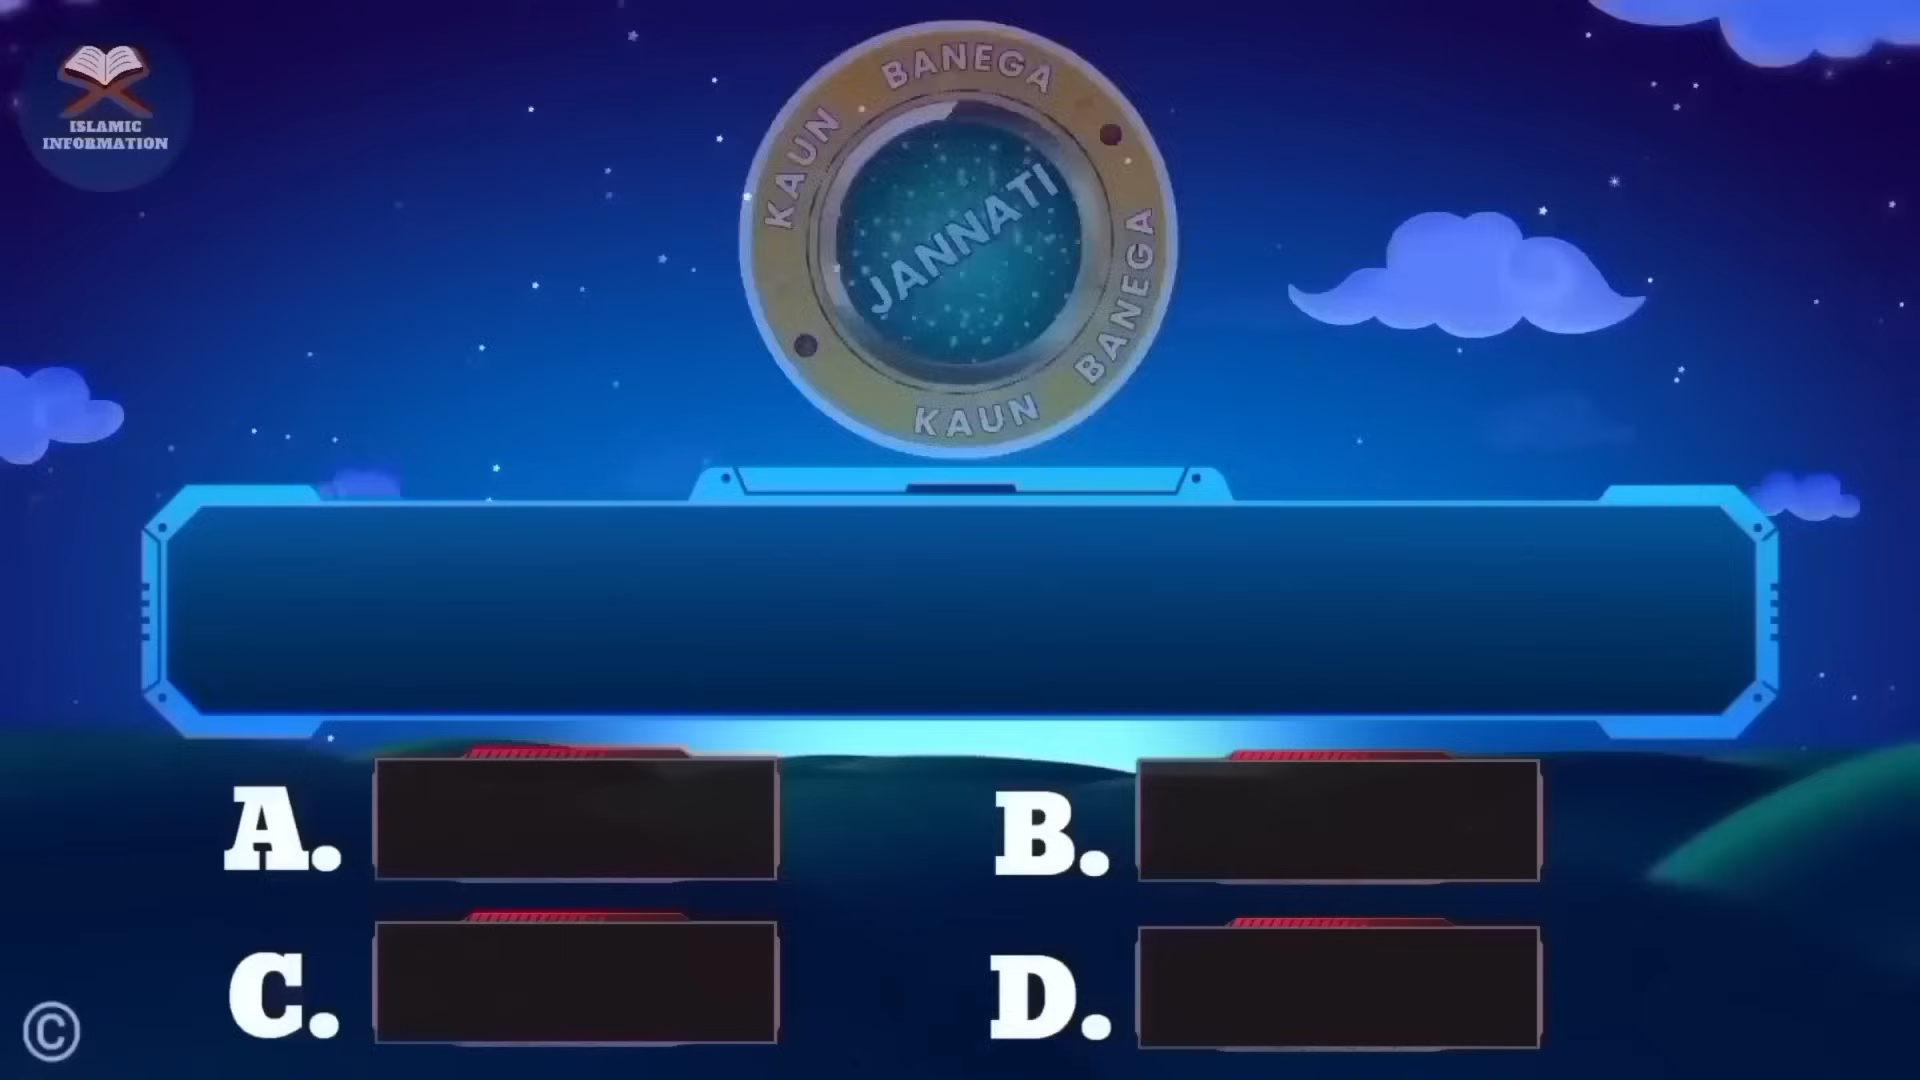 ISLAMIC
INFORMATION
KAUN BANEGA
JANNATI
KAUN BANEGA
A.
B.
C.
D.
©